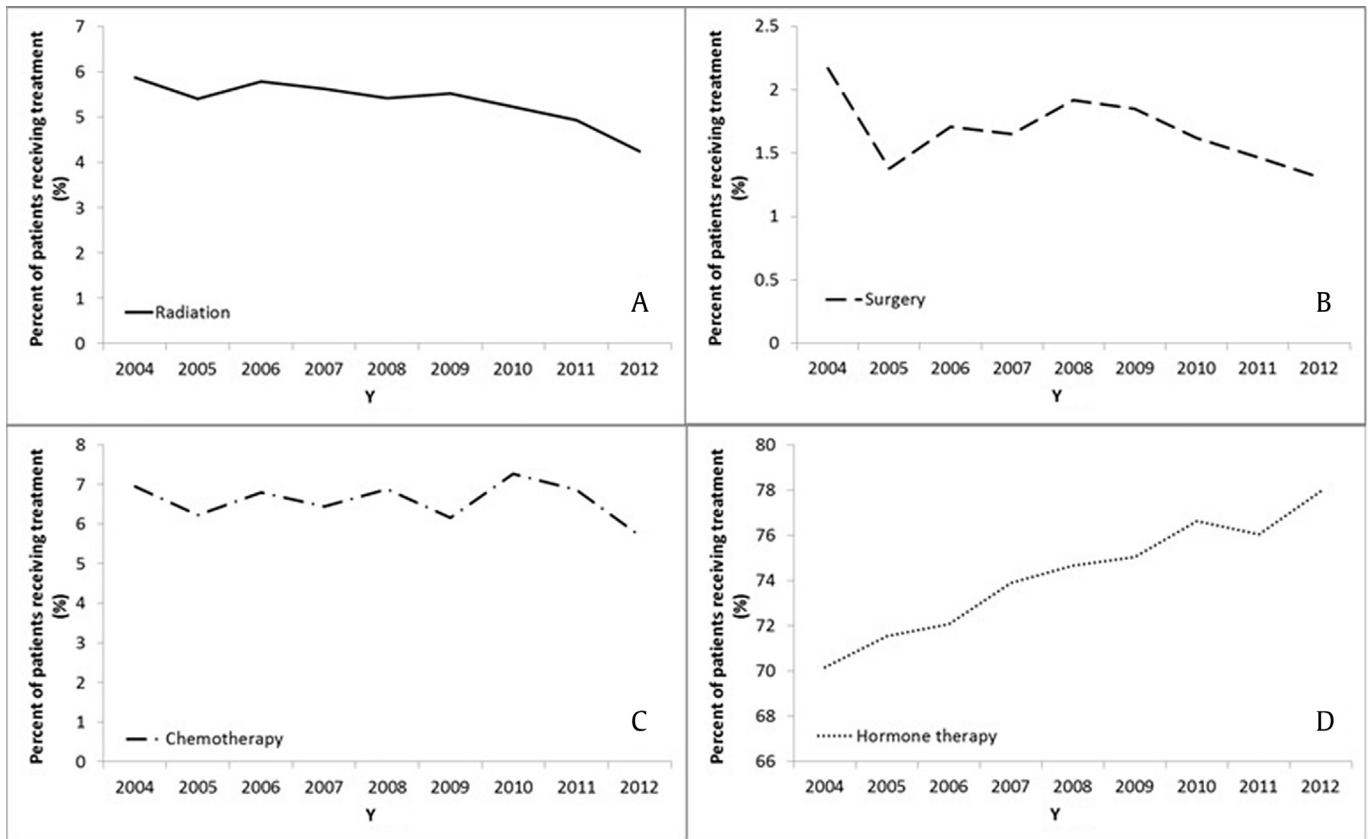 Percent of patients receiving treatment
(%)
7
6
5
4
3
2
1
0
Radiation
A
2004 2005 2006 2007 2008 2009 2010 2011 2012
Y
Percent of patients receiving treatment
(%)
2.5
2
1.5
1
0.5
0
Surgery
B
2004 2005 2006 2007 2008 2009 2010 2011 2012
Y
Percent of patients receiving treatment
(%)
8
7
6
5
4
3
2
1
0
Chemotherapy
C
2004 2005 2006 2007 2008 2009 2010 2011 2012
Y
Percent of patients receiving treatment
(%)
80
78
76
74
72
70
68
66
Hormone therapy
D
2004 2005 2006 2007 2008 2009 2010 2011 2012
Y